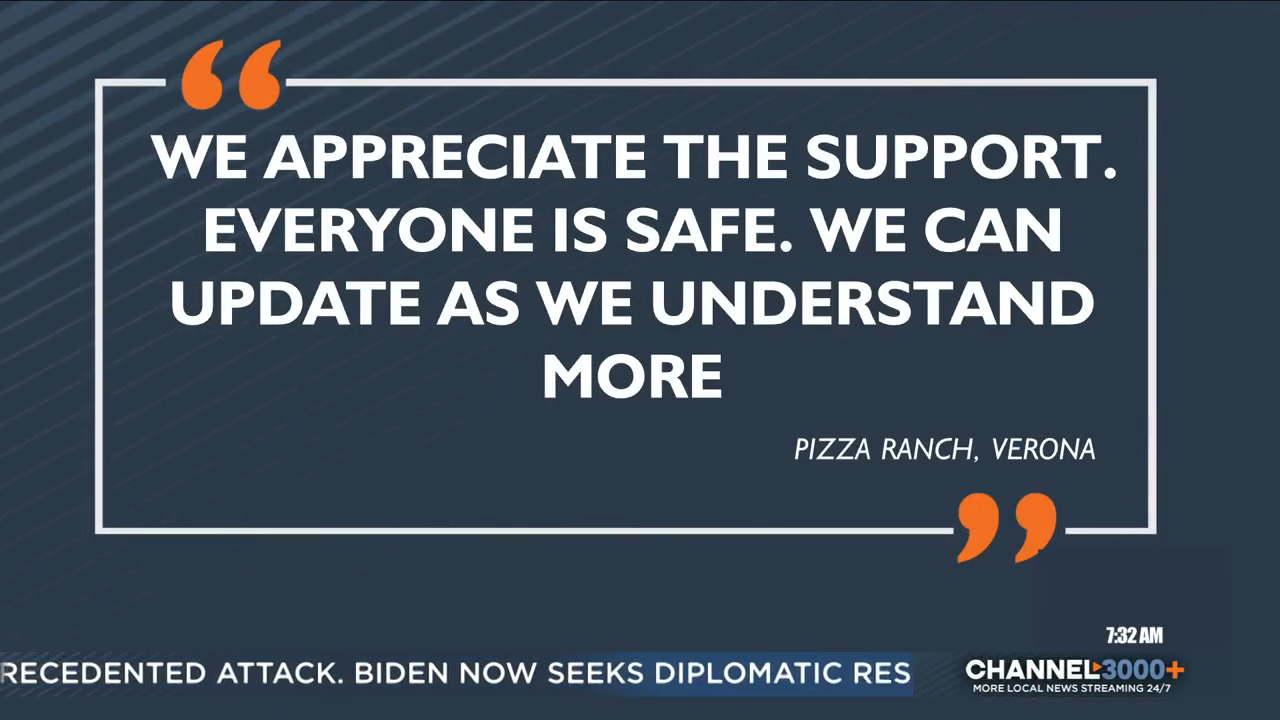 WE APPRECIATE THE SUPPORT.
EVERYONE IS SAFE. WE CAN
UPDATE AS WE UNDERSTAND
MORE
PIZZA RANCH, VERONA
7:32 AM
RECEDENTED ATTACK. BIDEN NOW SEEKS DIPLOMATIC RES
CHANNEL3000+
MORE LOCAL NEWS STREAMING 24/7